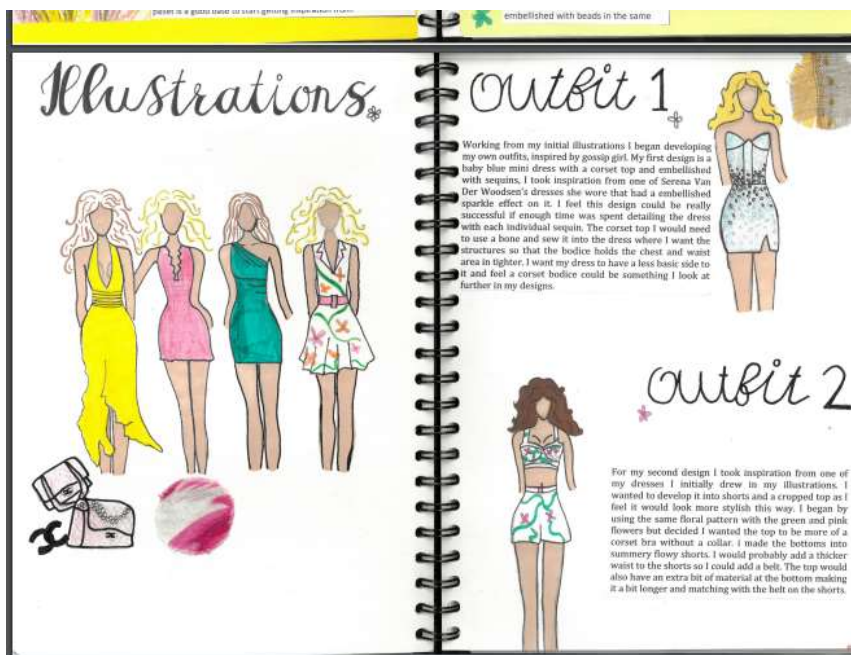 pallet is a good base to start getting inspiration from.
embellished with beads in the same
Illustrations
Outfit 1
Working from my initial illustrations I began developing
my own outfits, inspired by gossip girl. My first design is a
baby blue mini dress with a corset top and embellished
with sequins. I took inspiration from one of Serena Van
Der Woodsen's dresses she wore that had a embellished
sparkle effect on it. I feel this design could be really
successful if enough time was spent detailing the dress
with each individual sequin. The corset top I would need
to use a bone and sew it into the dress where I want the
structures so that the bodice holds the chest and waist
area in tighter. I want my dress to have a less basic side to
it and feel a corset bodice could be something I look at
further in my designs.
Outfit 2
For my second design I took inspiration from one of
my dresses I initially drew in my illustrations. I
wanted to develop it into shorts and a cropped top as I
feel it would look more stylish this way. I began by
using the same floral pattern with the green and pink
flowers but decided I wanted the top to be more of a
corset bra without a collar. i made the bottoms into
summery flowy shorts. I would probably add a thicker
waist to the shorts so I could add a belt. The top would
also have an extra bit of material at the bottom making
it a bit longer and matching with the belt on the shorts.